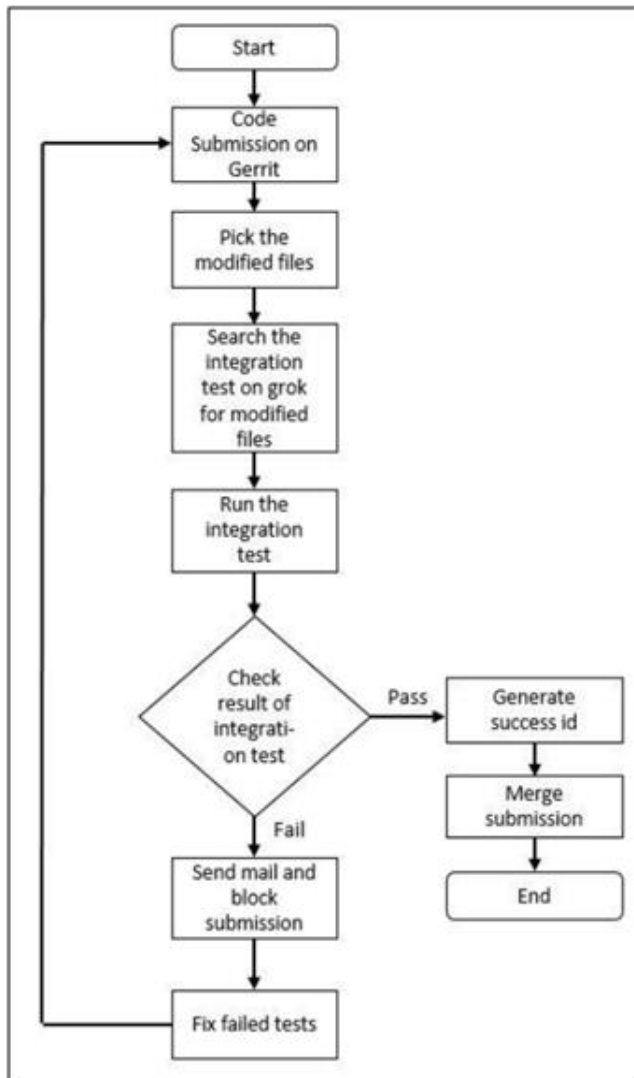 Start
Code
Submission on
Gerrit
Pick the
modified files
Search the
integration
test on grok
for modified
files
Run the
integration
test
Check
result of
integrati-
on test
Pass
Generate
success id
Merge
submission
End
Fail
Send mail and
block
submission
Fix failed tests